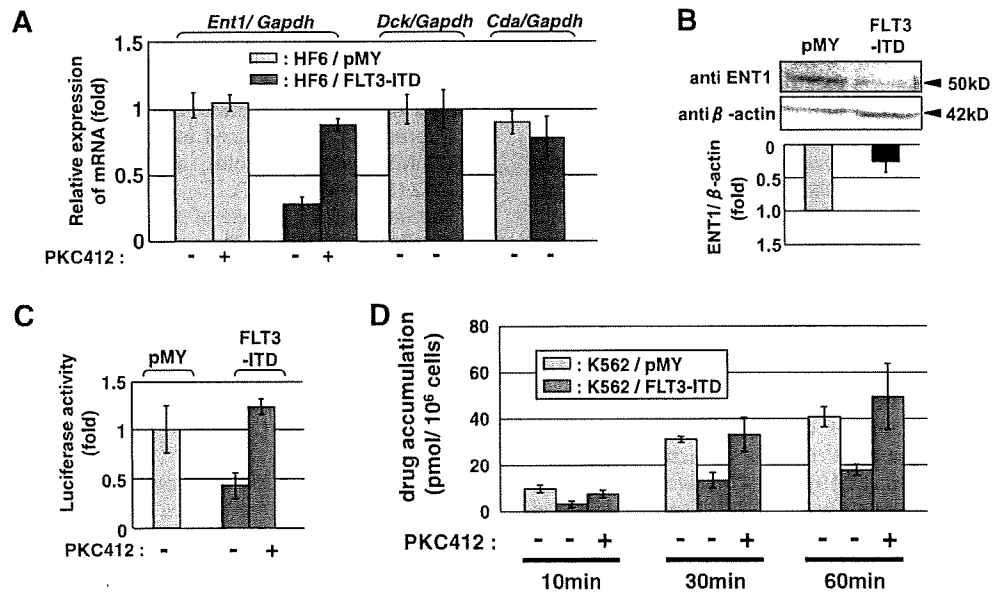 A
Ent1/ Gapdh
Dck/Gapdh
Cda/Gapdh
Relative expression
of mRNA (fold)
1.5
1
0.5
0
: HF6 / pMY
: HF6 / FLT3-ITD
PKC412 :
- + - + - - - -
B
pMY
FLT3
-ITD
anti ENT1
50kD
anti β -actin
42kD
ENT1/ β-actin
(fold)
0
0.5
1.0
1.5
C
pMY
FLT3
-ITD
Luciferase activity
(fold)
1.5
1
0.5
0
PKC412 :
- - +
D
drug accumulation
(pmol/ 10⁶ cells)
80
60
40
20
0
: K562 / pMY
: K562 / FLT3-ITD
PKC412 :
- - + - - + - - +
10min
30min
60min